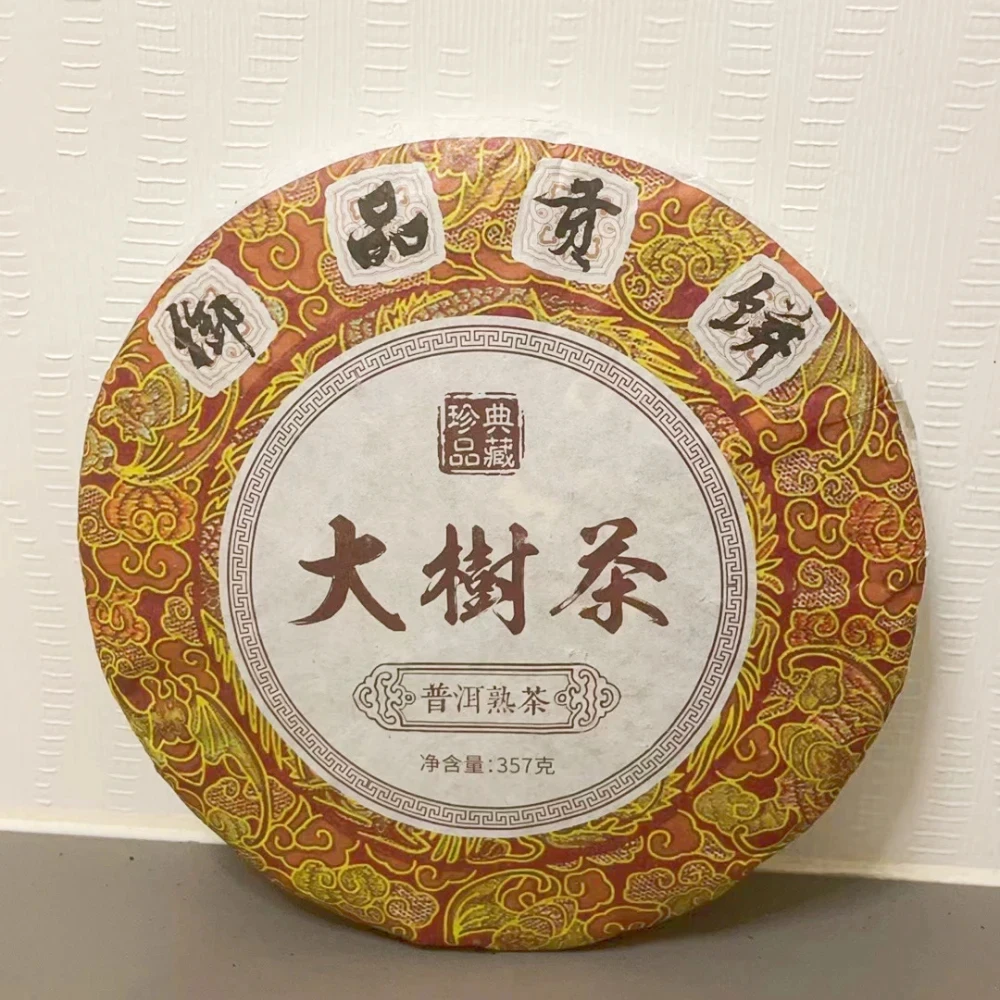 御品贡饼
典藏
珍品
大樹茶
普洱熟茶
净含量:357克